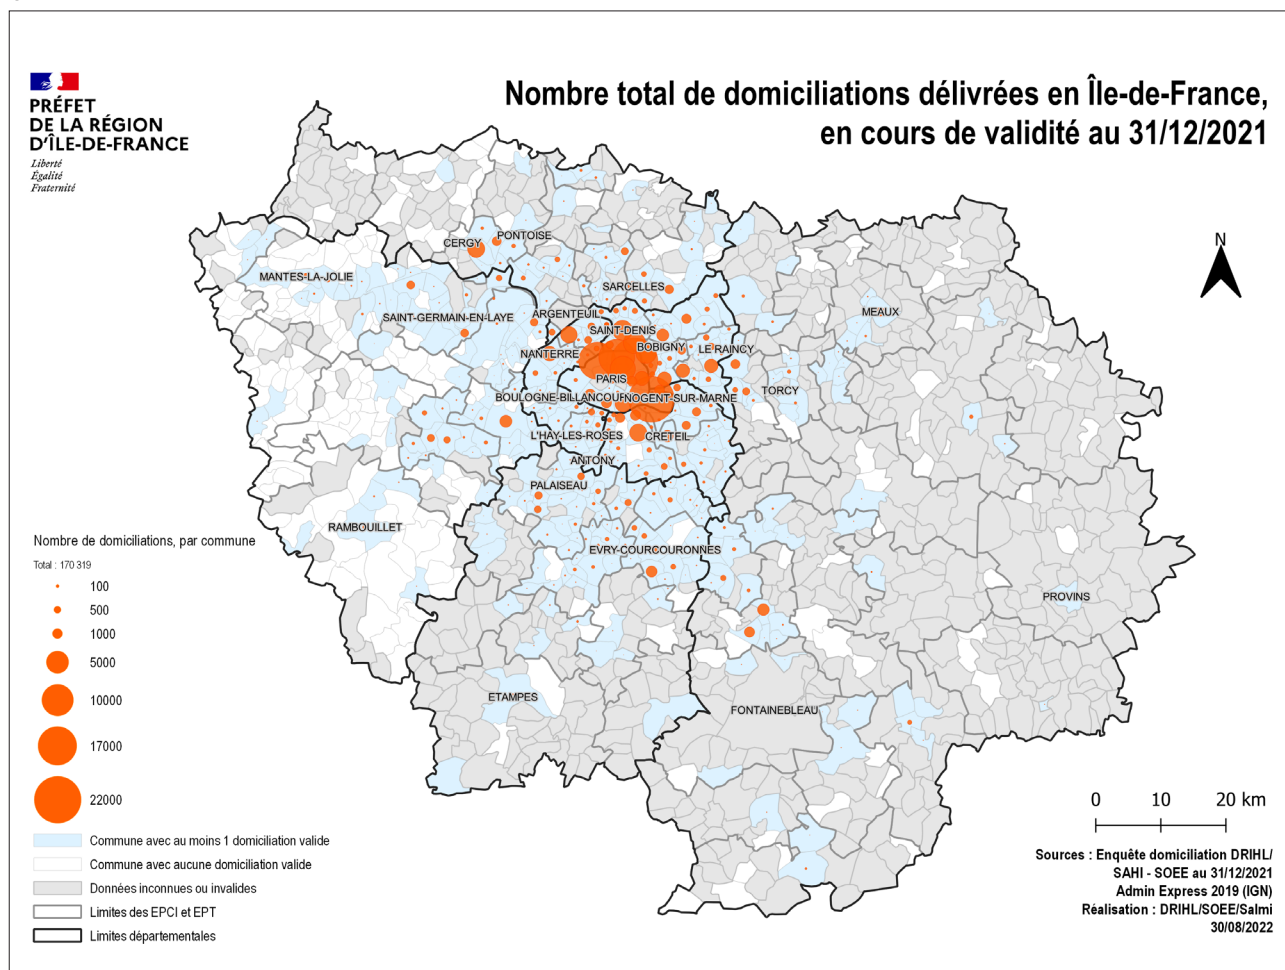 Nombre total de domiciliations délivrées en Île-de-France,
en cours de validité au 31/12/2021
PRÉFET
DE LA RÉGION
D'ÎLE-DE-FRANCE
Liberté
Égalité
Fraternité
N
CERGY
PONTOISE
MANTES-LA-JOLIE
SARCELLES
SAINT-GERMAIN-EN-LAYE
ARGENTEUIL
MEAUX
SAINT-DENIS
NANTERRE
BOBIGNY
LE RAINCY
PARIS
TORCY
BOULOGNE-BILLANCOUR
NOGENT-SUR-MARNE
L'HAY-LES-ROSES
CRETEIL
ANTONY
PALAISEAU
RAMBOUILLET
EVRY-COURCOURONNES
PROVINS
ETAMPES
FONTAINEBLEAU
Nombre de domiciliations, par commune
Total : 170 319
100
500
1000
5000
10000
17000
22000
Commune avec au moins 1 domiciliation valide
Commune avec aucune domiciliation valide
Données inconnues ou invalides
Limites des EPCI et EPT
Limites départementales
0 10 20 km
Sources : Enquête domiciliation DRIHL/
SAHI - SOEE au 31/12/2021
Admin Express 2019 (IGN)
Réalisation : DRIHL/SOEE/Salmi
30/08/2022